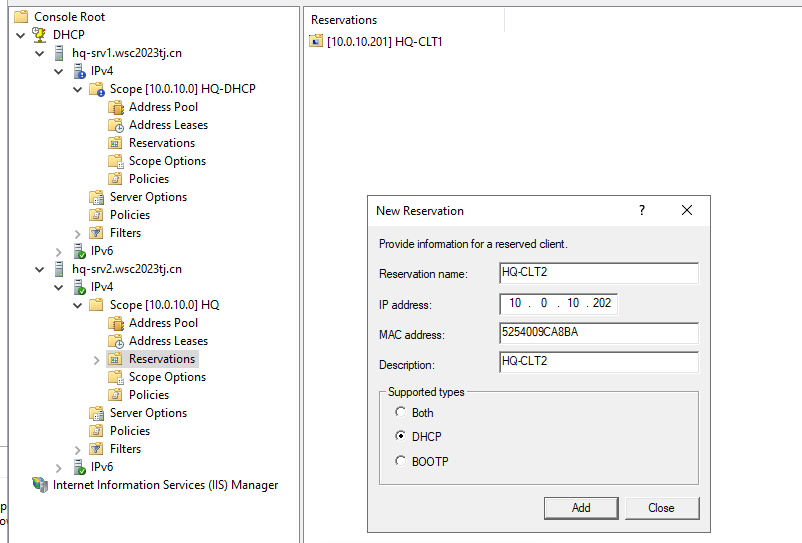 Console Root
DHCP
hq-srv1.wsc2023tj.cn
IPv4
Scope [10.0.10.0] HQ-DHCP
Address Pool
Address Leases
Reservations
Scope Options
Policies
Server Options
Policies
Filters
IPv6
hq-srv2.wsc2023tj.cn
IPv4
Scope [10.0.10.0] HQ
Address Pool
Address Leases
Reservations
Scope Options
Policies
Server Options
Policies
Filters
IPv6
Internet Information Services (IIS) Manager
Reservations
[10.0.10.201] HQ-CLT1
New Reservation ?
Provide information for a reserved client.
Reservation name: HQ-CLT2
IP address: 10 . 0 . 10 . 202
MAC address: 5254009CA8BA
Description: HQ-CLT2
Supported types
Both
DHCP
BOOTP
Add Close